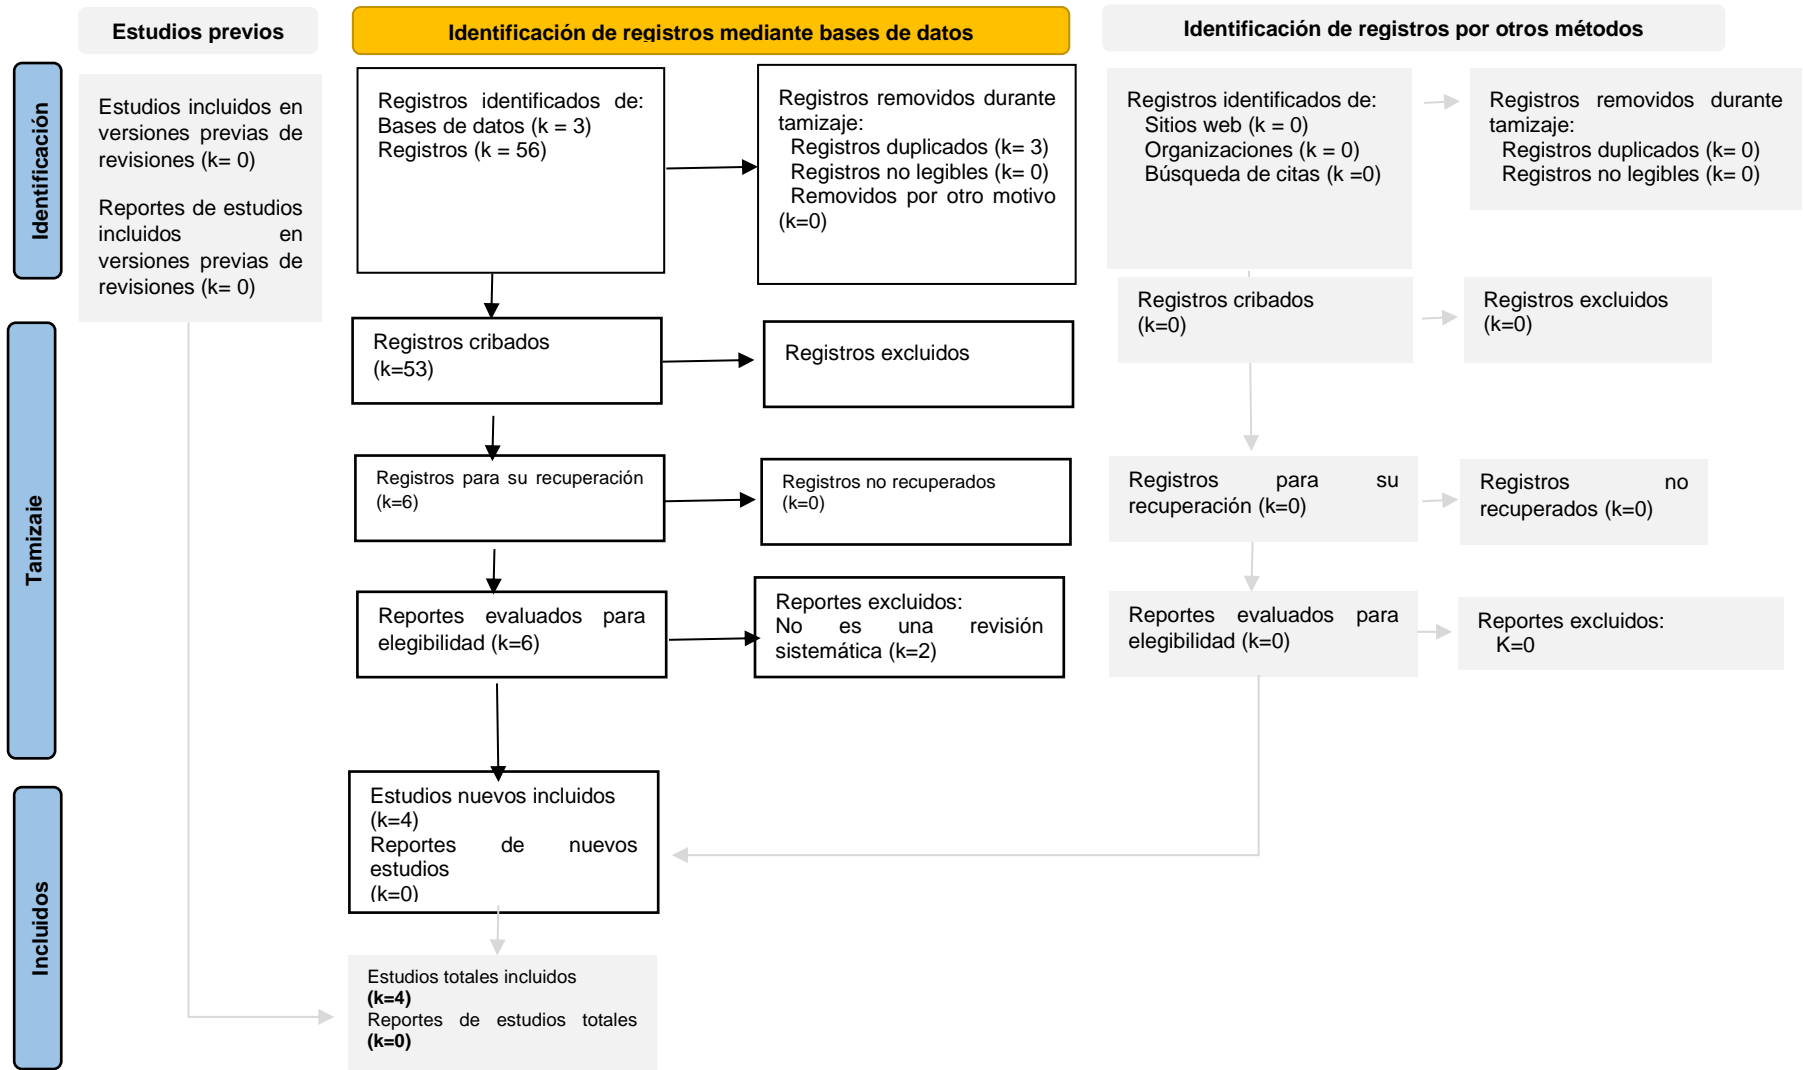 Estudios previos
Identificación de registros mediante bases de datos
Identificación de registros por otros métodos
Identificación
Estudios incluidos en
versiones previas de
revisiones (k= 0)
Reportes de estudios
incluidos en
versiones previas de
revisiones (k= 0)
Registros identificados de:
Bases de datos (k = 3)
Registros (k = 56)
Registros removidos durante
tamizaje:
Registros duplicados (k= 3)
Registros no legibles (k= 0)
Removidos por otro motivo
(k=0)
Registros identificados de:
Sitios web (k = 0)
Organizaciones (k = 0)
Búsqueda de citas (k =0)
Registros removidos durante
tamizaje:
Registros duplicados (k= 0)
Registros no legibles (k= 0)
Tamizaje
Registros cribados
(k=53)
Registros excluidos
Registros cribados
(k=0)
Registros excluidos
(k=0)
Registros para su recuperación
(k=6)
Registros no recuperados
(k=0)
Registros para su
recuperación (k=0)
Registros no
recuperados (k=0)
Reportes evaluados para
elegibilidad (k=6)
Reportes excluidos:
No es una revisión
sistemática (k=2)
Reportes evaluados para
elegibilidad (k=0)
Reportes excluidos:
K=0
Incluidos
Estudios nuevos incluidos
(k=4)
Reportes de nuevos
estudios
(k=0)
Estudios totales incluidos
(k=4)
Reportes de estudios totales
(k=0)